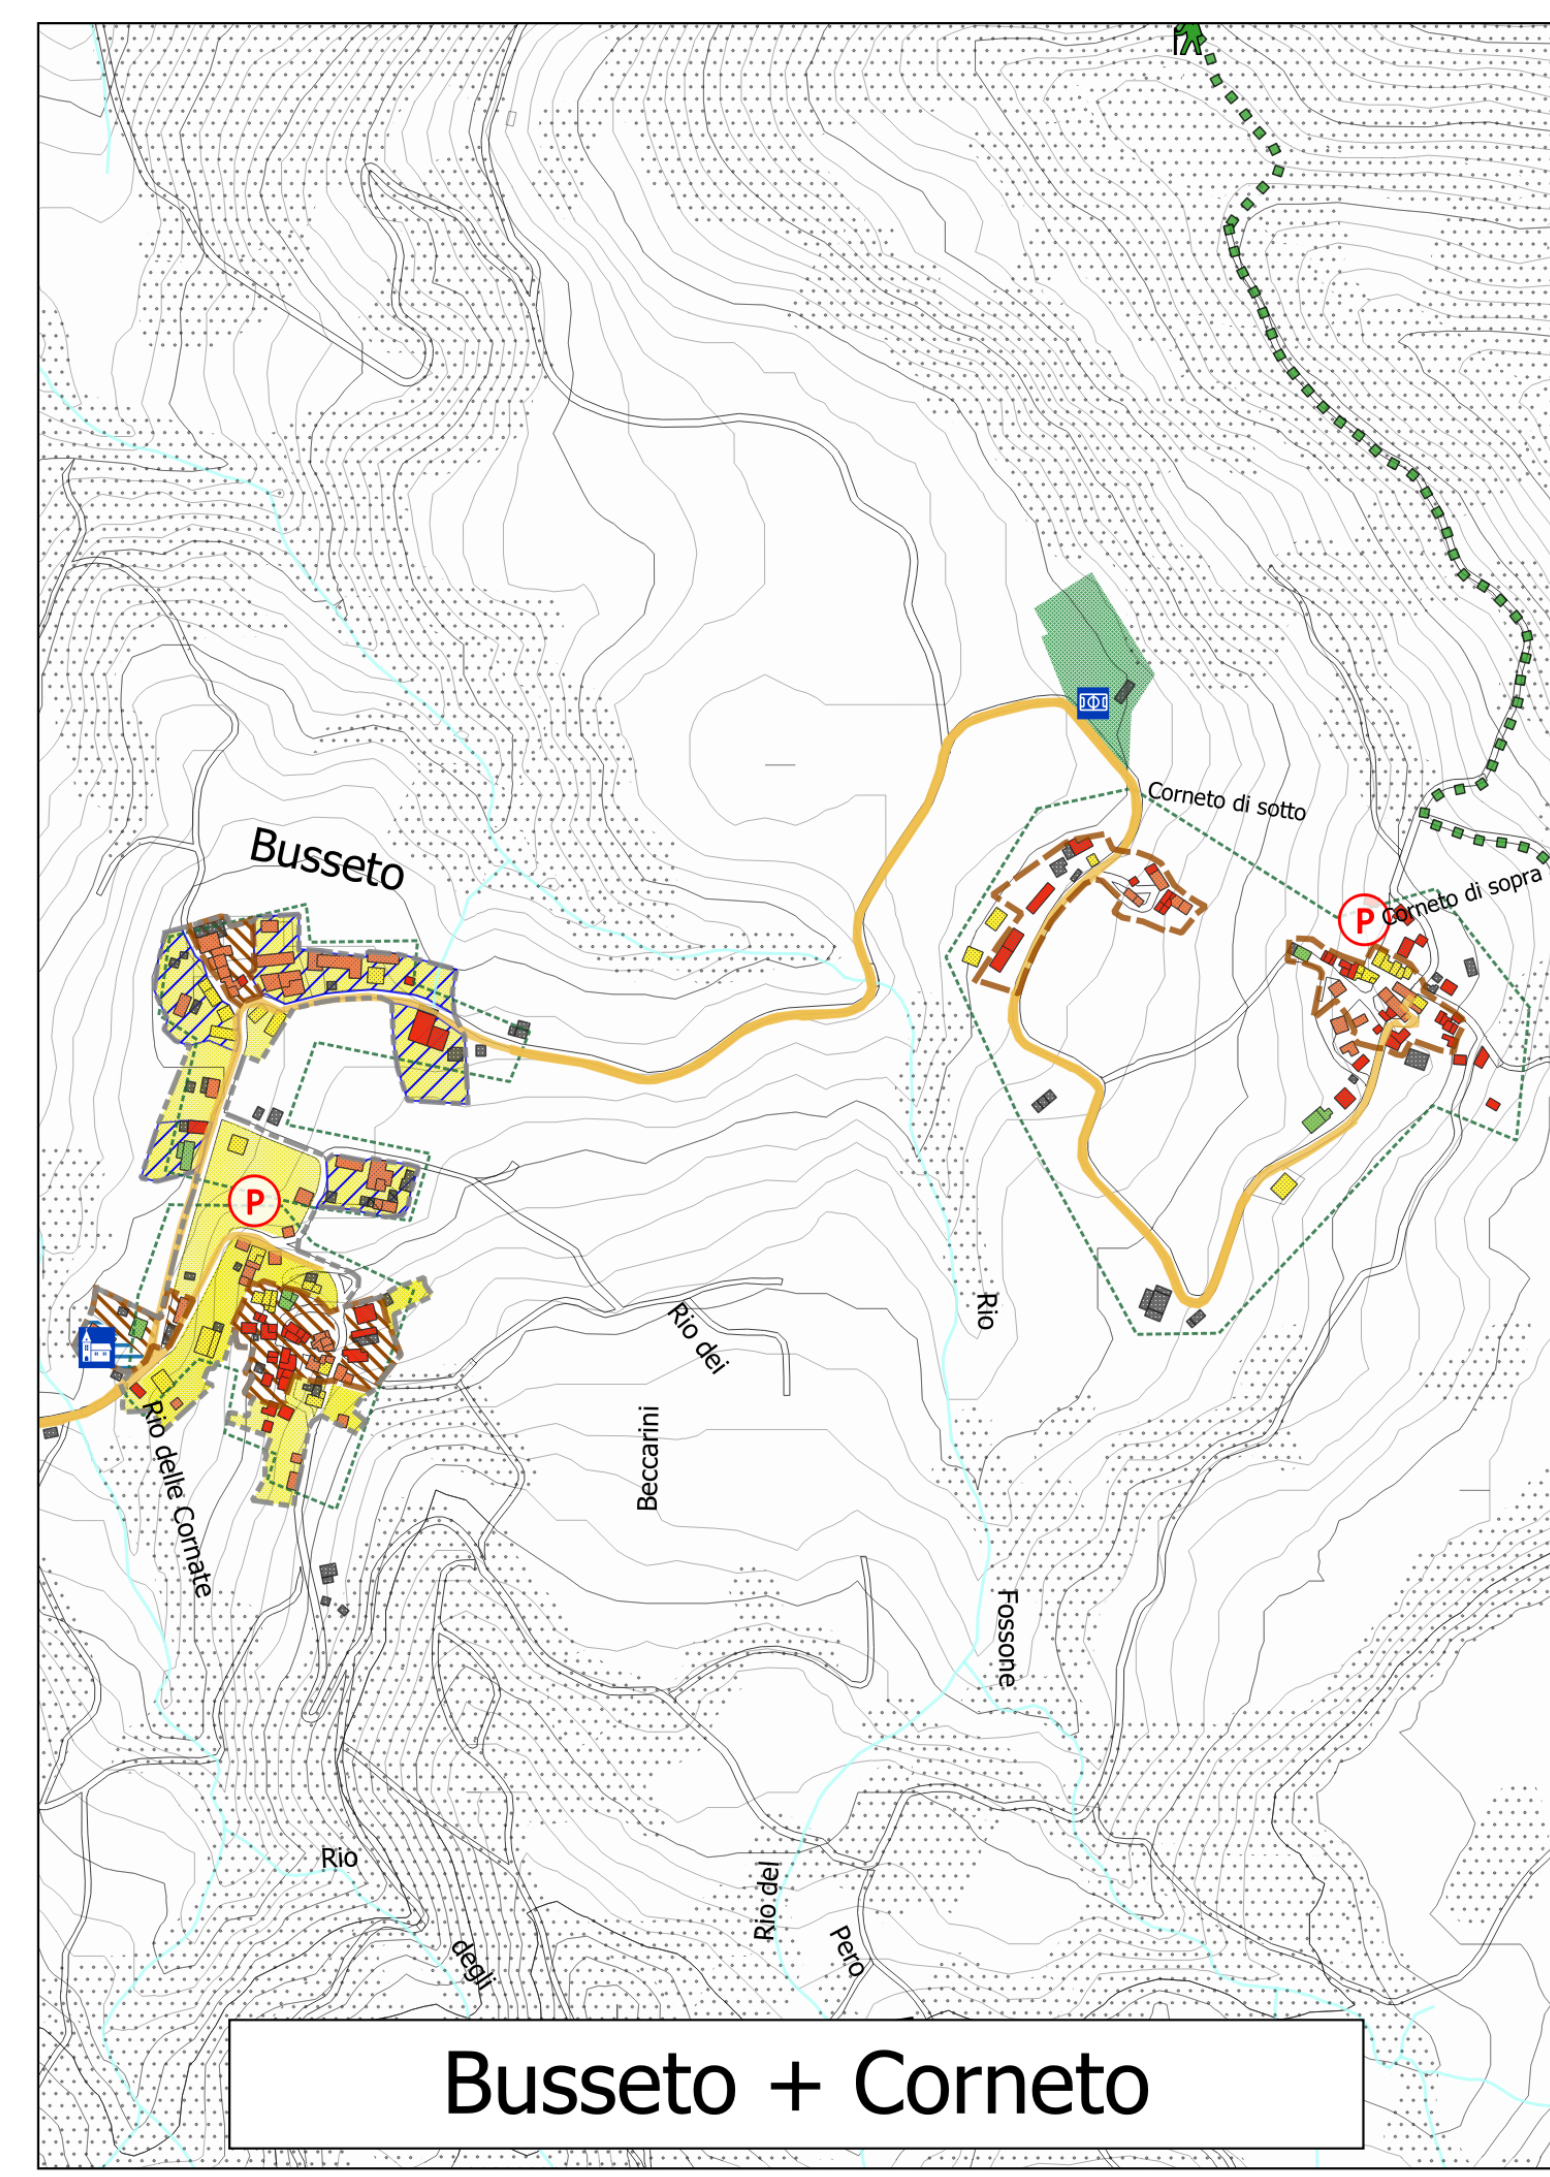 Corneto di sotto
Busseto
Corneto di sopra
P
P
Rio
Rio dei
Beccarini
Rio delle Cornate
Fossone
Rio
Rio del
Pero
degli
Busseto + Corneto